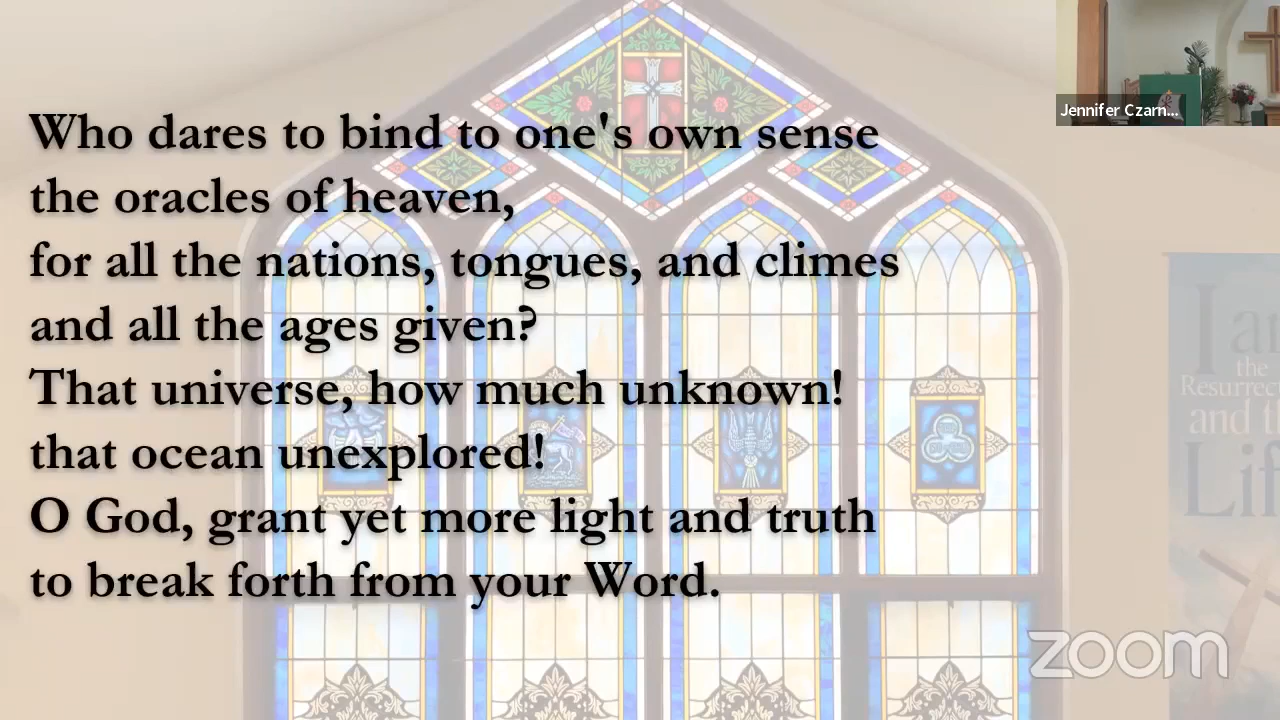 Who dares to bind to one's own sense
the oracles of heaven,
for all the nations, tongues, and climes
and all the ages given?
That universe, how much unknown!
that ocean unexplored!
O God, grant yet more light and truth
to break forth from your Word.
Jennifer Czarn...
I
the
and
zoom